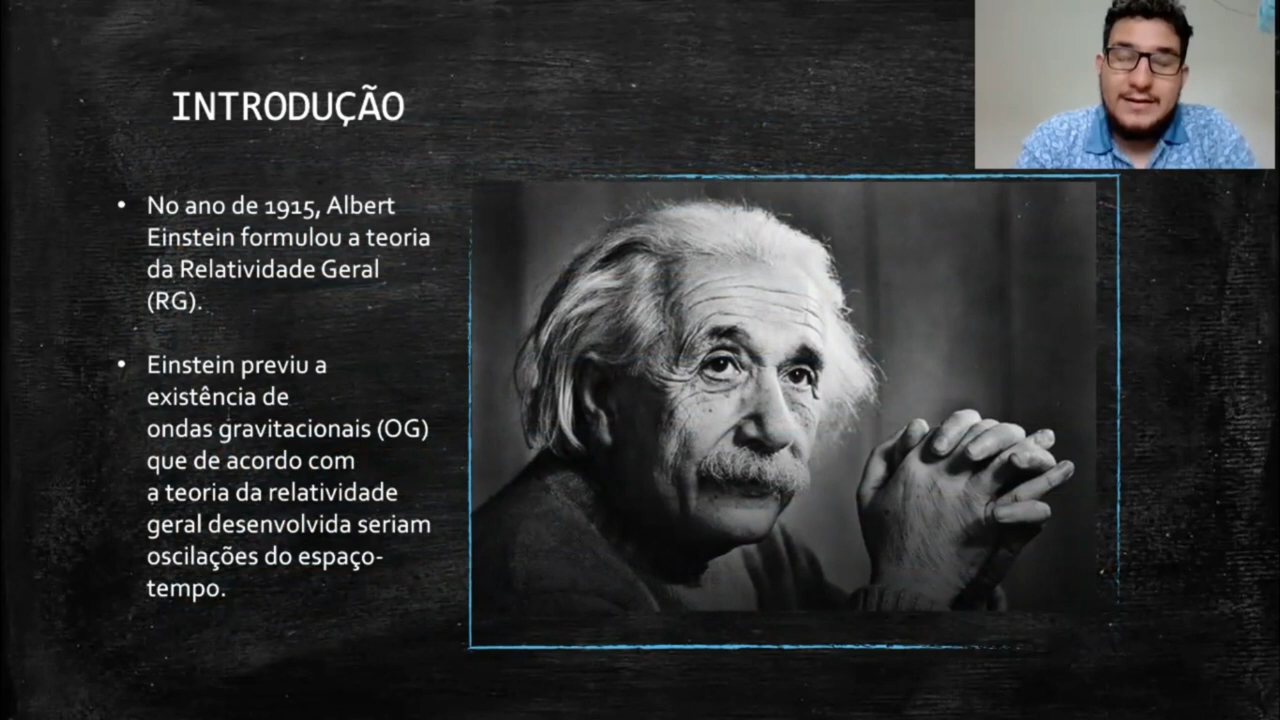 INTRODUÇÃO
• No ano de 1915, Albert
Einstein formulou a teoria
da Relatividade Geral
(RG).
• Einstein previu a
existência de
ondas gravitacionais (OG)
que de acordo com
a teoria da relatividade
geral desenvolvida seriam
oscilações do espaço-
tempo.